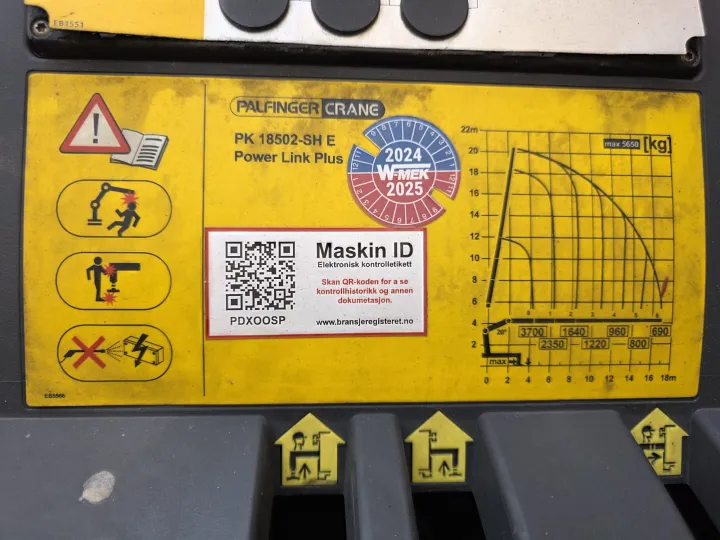 EB1551
PALFINGER CRANE
PK 18502-SH E
Power Link Plus
2024
W-MEK
2025
Maskin ID
Elektronisk kontrolletikett
Skan QR-koden for a se
kontrollhistorikk og annen
dokumetasjon.
PDXOOSP
www.bransjeregisteret.no
22m
20
18
16
14
12
10
8
6
4
2
max 5650 [kg]
20°
3700 1640 960 690
2350 1220 800
max
0 2 4 6 8 10 12 14 16 18m